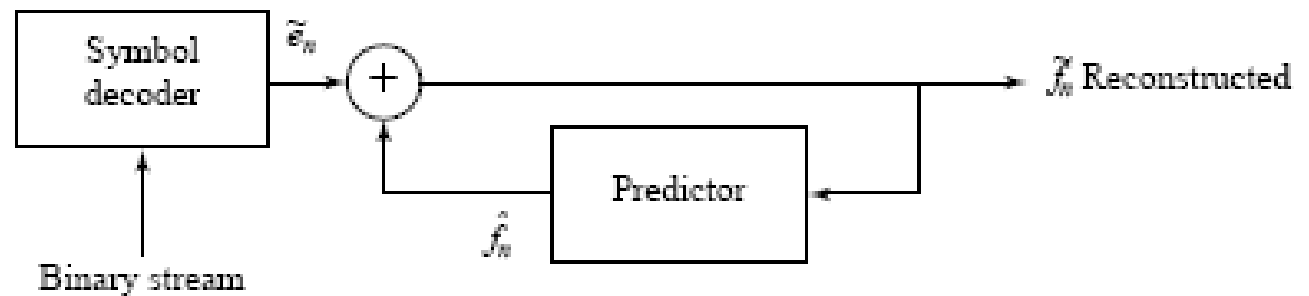 Symbol
decoder
ẽₙ
+
f̃ₙ Reconstructed
Predictor
f̂ₙ
Binary stream